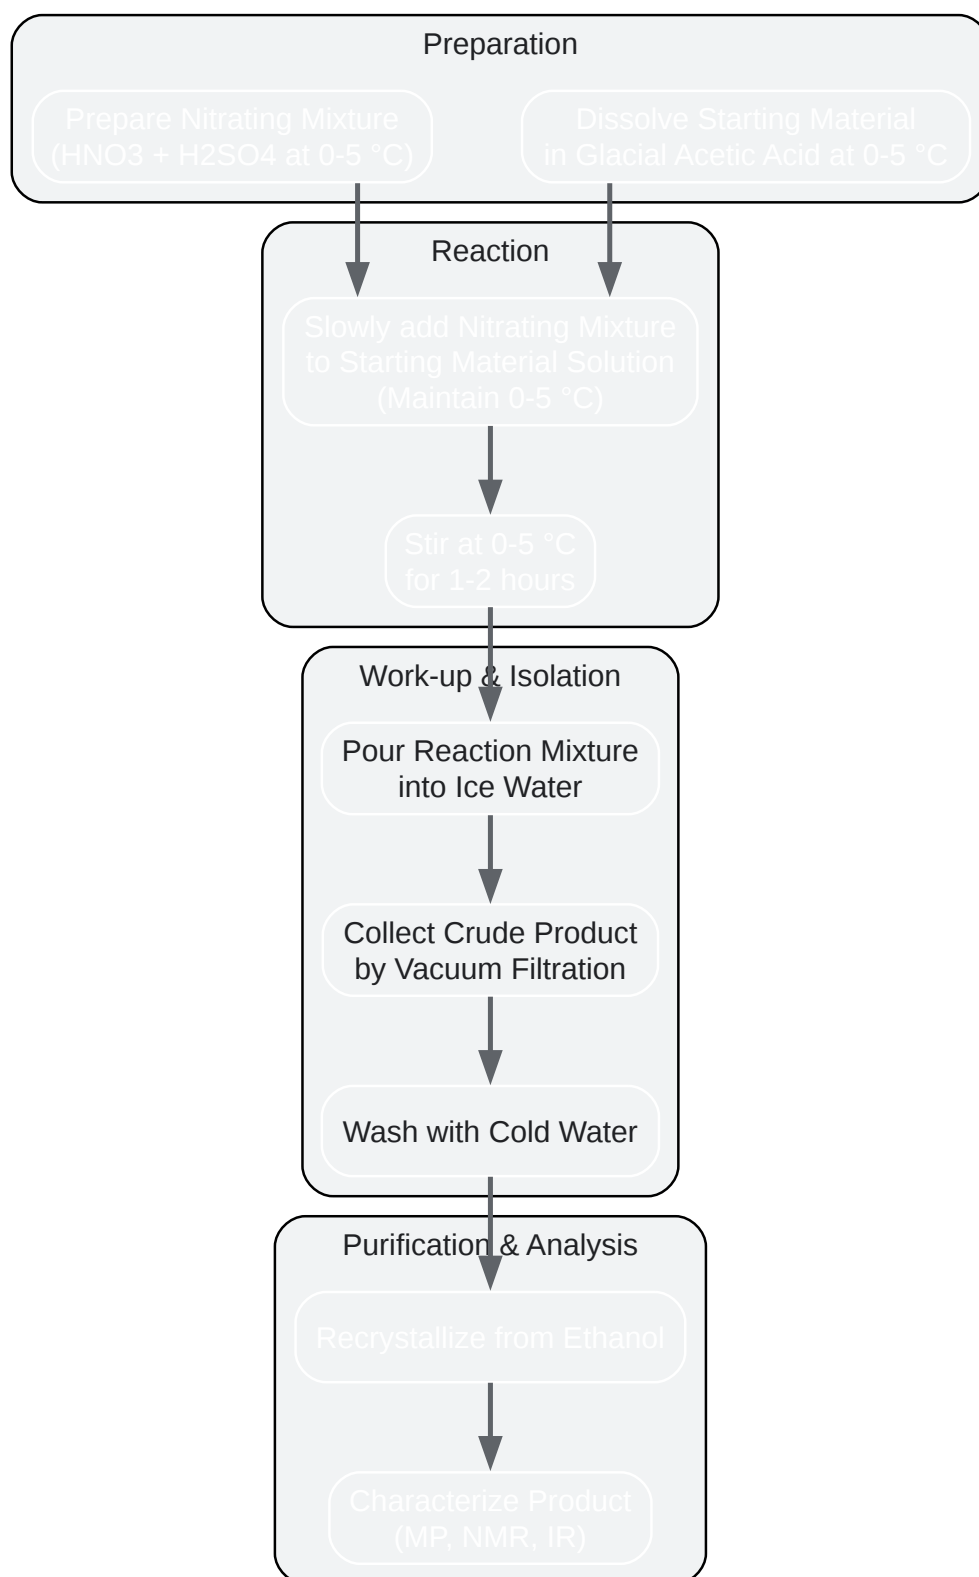 Preparation
Prepare Nitrating Mixture
(HNO3 + H2SO4 at 0-5 °C)
Dissolve Starting Material
in Glacial Acetic Acid at 0-5 °C
Reaction
Slowly add Nitrating Mixture
to Starting Material Solution
(Maintain 0-5 °C)
Stir at 0-5 °C
for 1-2 hours
Work-up & Isolation
Pour Reaction Mixture
into Ice Water
Collect Crude Product
by Vacuum Filtration
Wash with Cold Water
Purification & Analysis
Recrystallize from Ethanol
Characterize Product
(MP, NMR, IR)